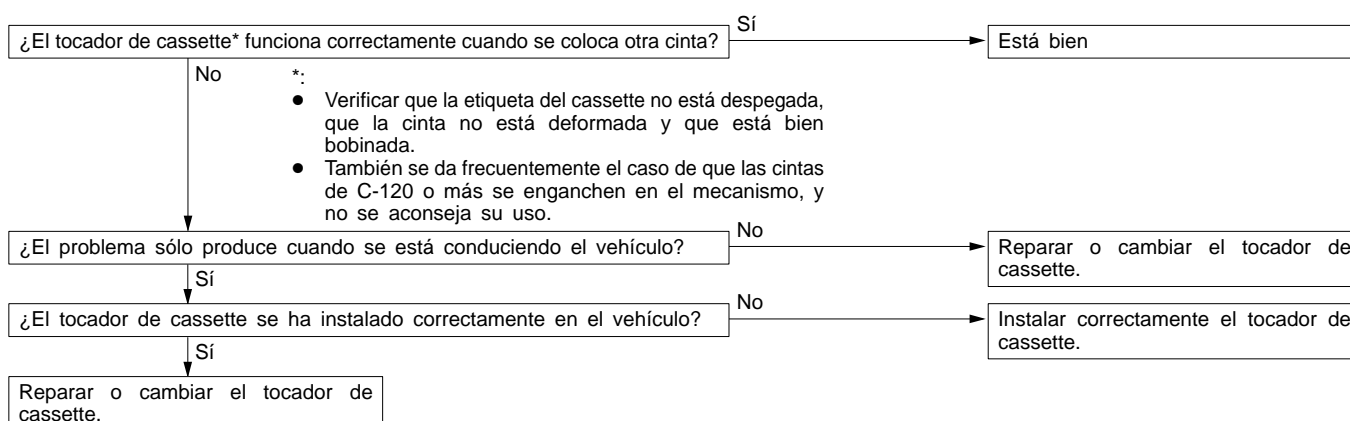 ¿El tocador de cassette* funciona correctamente cuando se coloca otra cinta?
Sí
Está bien
No
*:
● Verificar que la etiqueta del cassette no está despegada,
que la cinta no está deformada y que está bien
bobinada.
● También se da frecuentemente el caso de que las cintas
de C-120 o más se enganchen en el mecanismo, y
no se aconseja su uso.
¿El problema sólo produce cuando se está conduciendo el vehículo?
No
Reparar o cambiar el tocador de
cassette.
Sí
¿El tocador de cassette se ha instalado correctamente en el vehículo?
No
Instalar correctamente el tocador de
cassette.
Sí
Reparar o cambiar el tocador de
cassette.